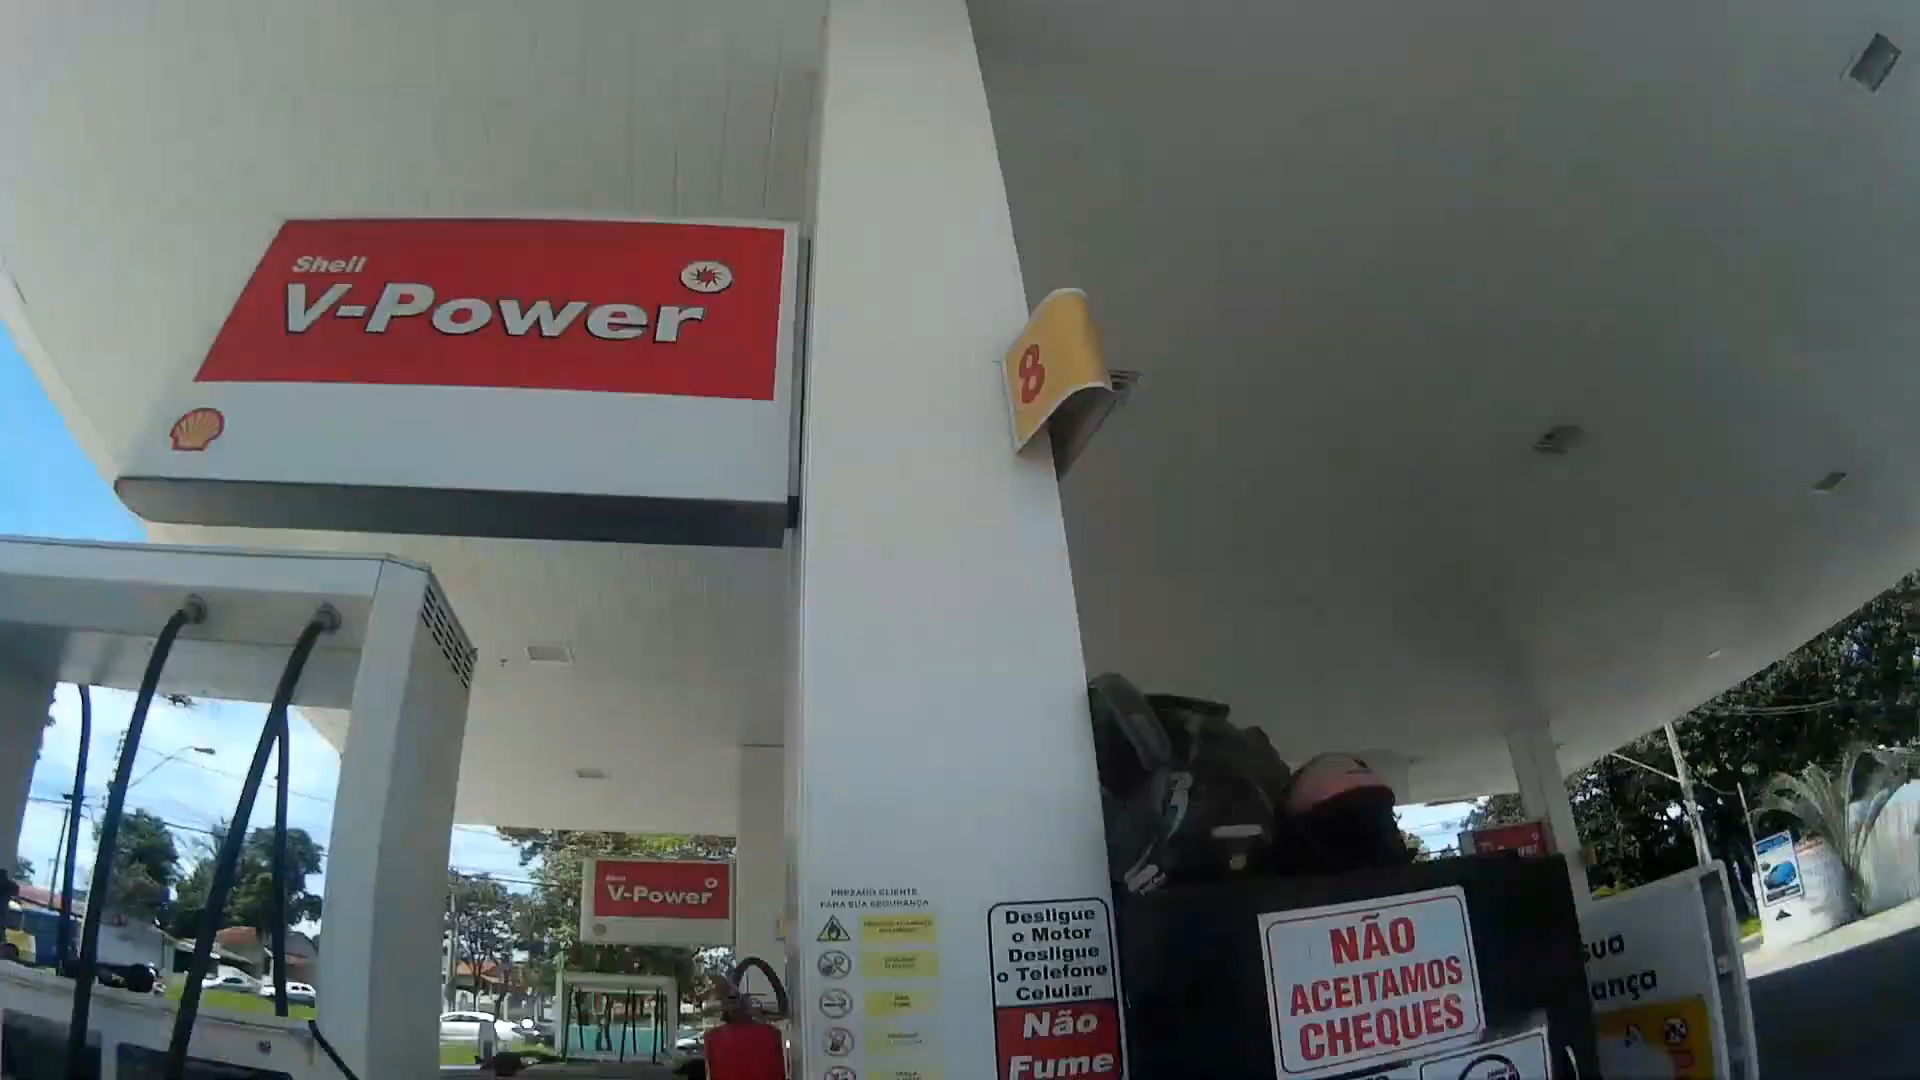 Shell
V-Power
8
V-Power
PREZADO CLIENTE
PARA SUA SEGURANÇA
Desligue
o Motor
Desligue
o Telefone
Celular
Não
Fume
NÃO
ACEITAMOS
CHEQUES
sua
ança